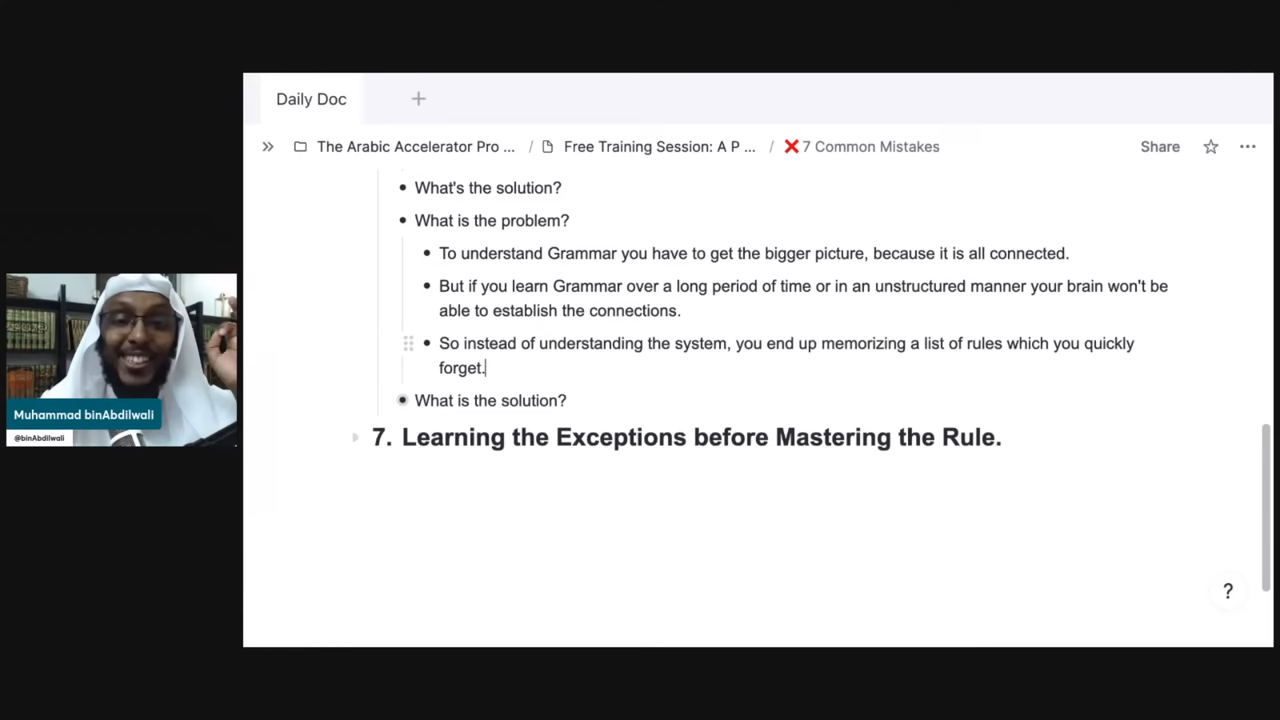 Daily Doc
The Arabic Accelerator Pro ... / Free Training Session: A P ... / ❌ 7 Common Mistakes
Share
What's the solution?
What is the problem?
To understand Grammar you have to get the bigger picture, because it is all connected.
But if you learn Grammar over a long period of time or in an unstructured manner your brain won't be
able to establish the connections.
So instead of understanding the system, you end up memorizing a list of rules which you quickly
forget.
What is the solution?
7. Learning the Exceptions before Mastering the Rule.
Muhammad binAbdilwali
@binAbdilwali
?